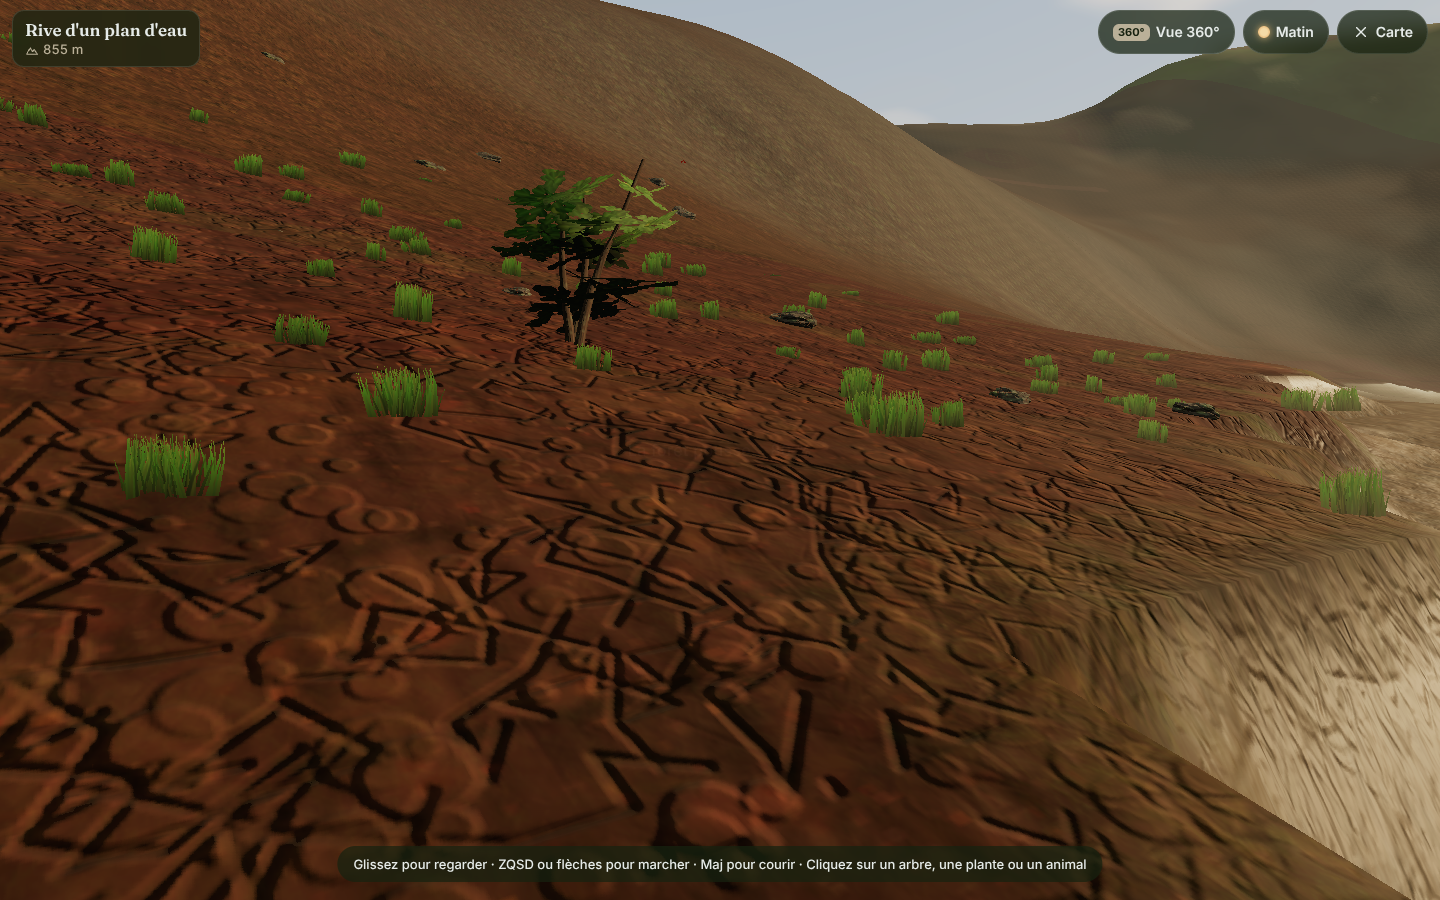 Rive d'un plan d'eau
855 m
360° Vue 360°
Matin
Carte
Glissez pour regarder · ZQSD ou flèches pour marcher · Maj pour courir · Cliquez sur un arbre, une plante ou un animal